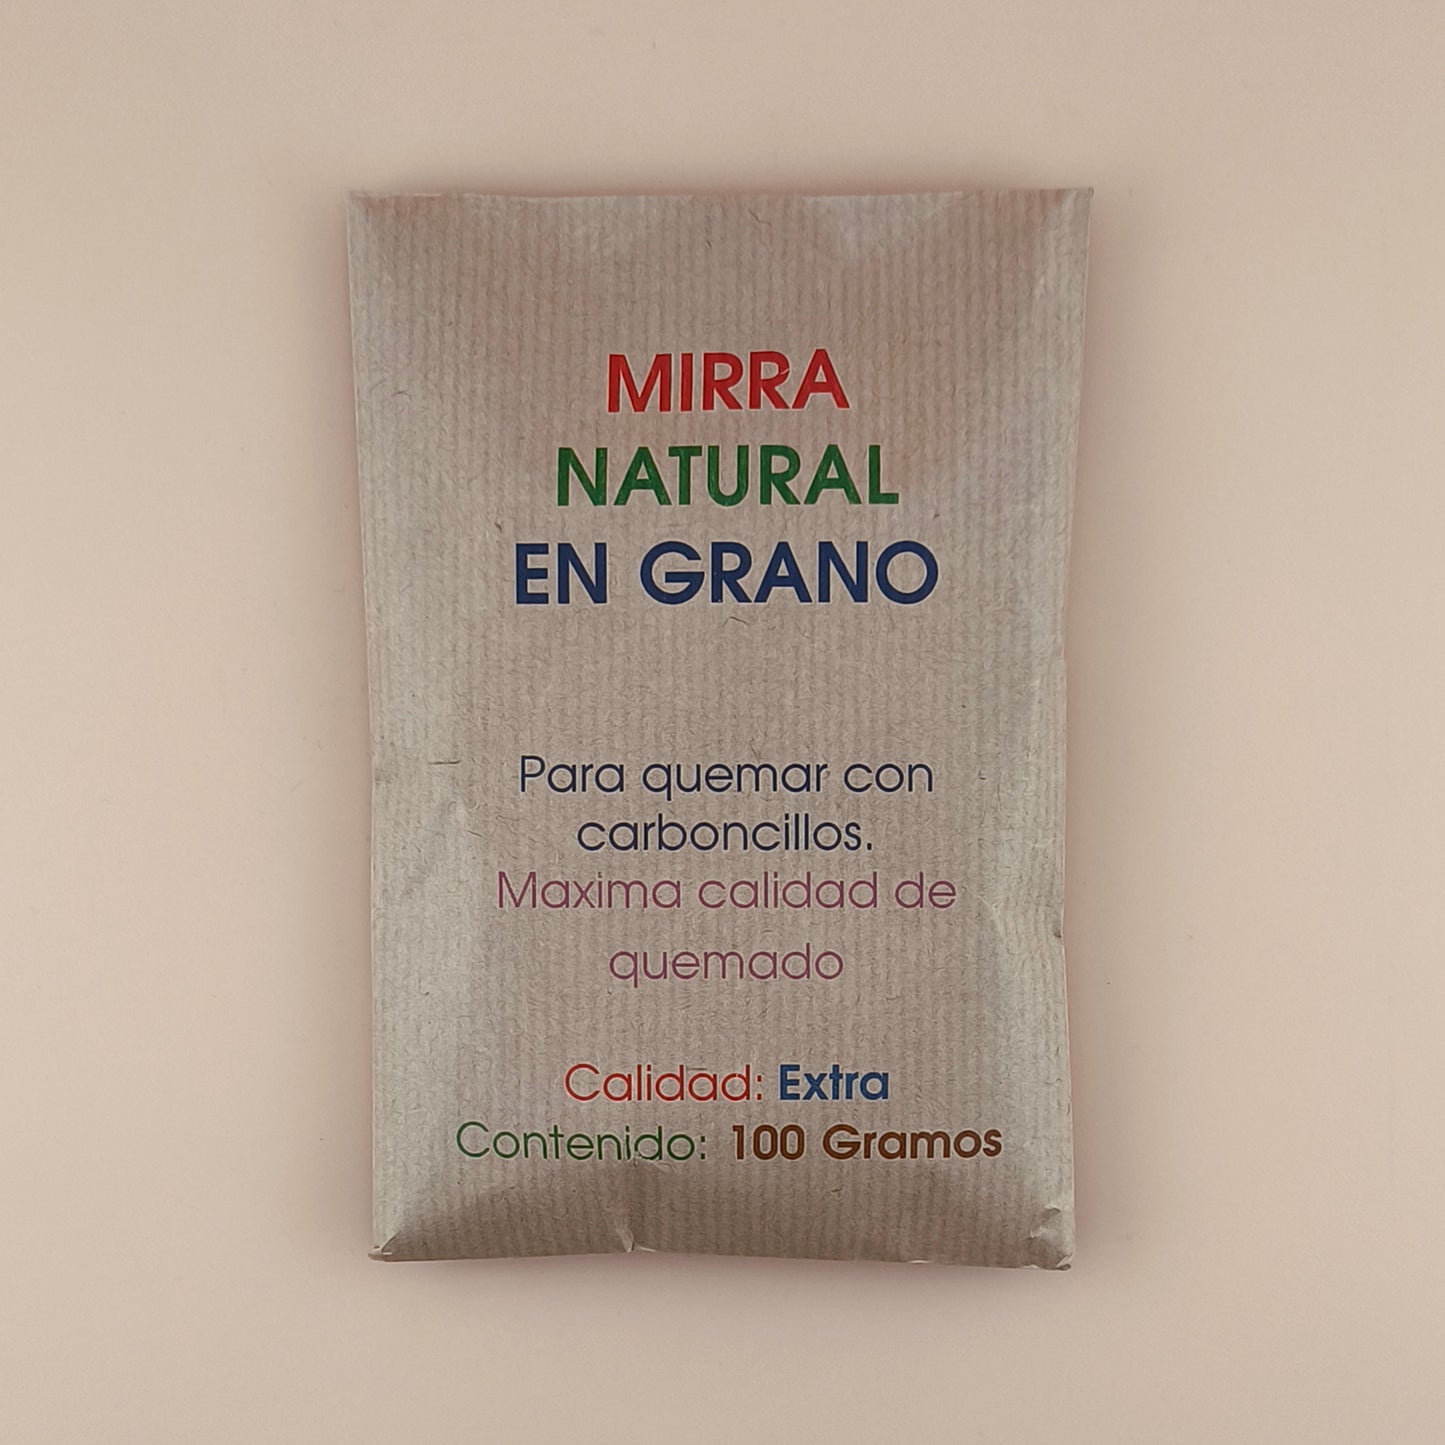 MIRRA
NATURAL
EN GRANO
Para quemar con
carboncillos.
Maxima calidad de
quemado
Calidad: Extra
Contenido: 100 Gramos